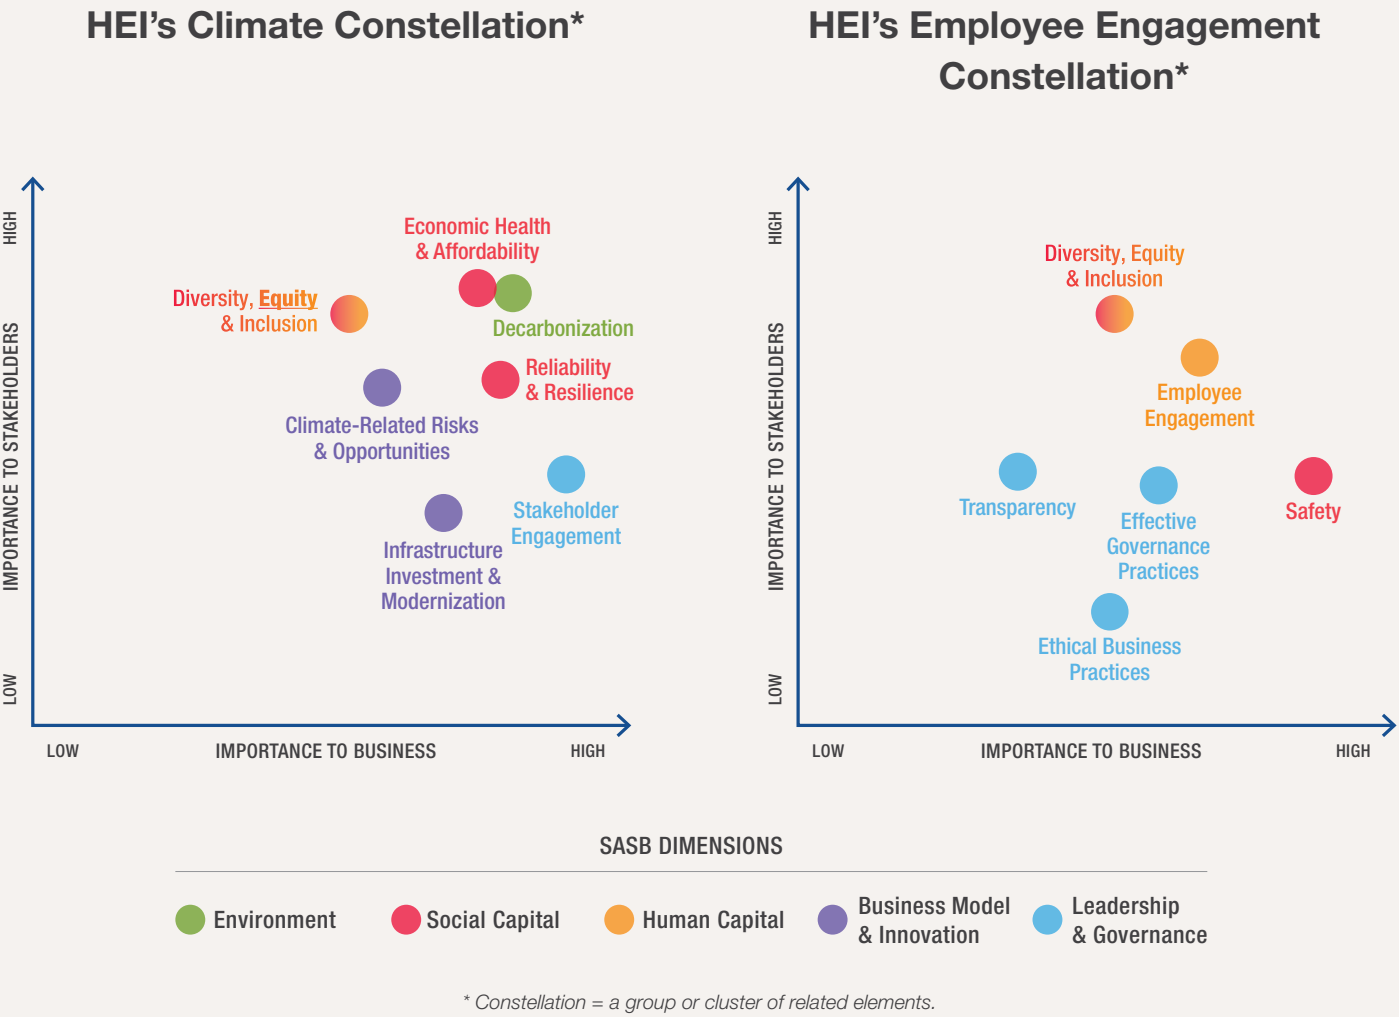 HEI’s Climate Constellation*
HIGH
IMPORTANCE TO STAKEHOLDERS
LOW
Economic Health
& Affordability
Diversity, Equity
& Inclusion
Decarbonization
Reliability
& Resilience
Climate-Related Risks
& Opportunities
Stakeholder
Engagement
Infrastructure
Investment &
Modernization
LOW
IMPORTANCE TO BUSINESS
HIGH
HEI’s Employee Engagement
Constellation*
HIGH
IMPORTANCE TO STAKEHOLDERS
LOW
Diversity, Equity
& Inclusion
Employee
Engagement
Transparency
Effective
Governance
Practices
Safety
Ethical Business
Practices
LOW
IMPORTANCE TO BUSINESS
HIGH
SASB DIMENSIONS
Environment
Social Capital
Human Capital
Business Model
& Innovation
Leadership
& Governance
* Constellation = a group or cluster of related elements.